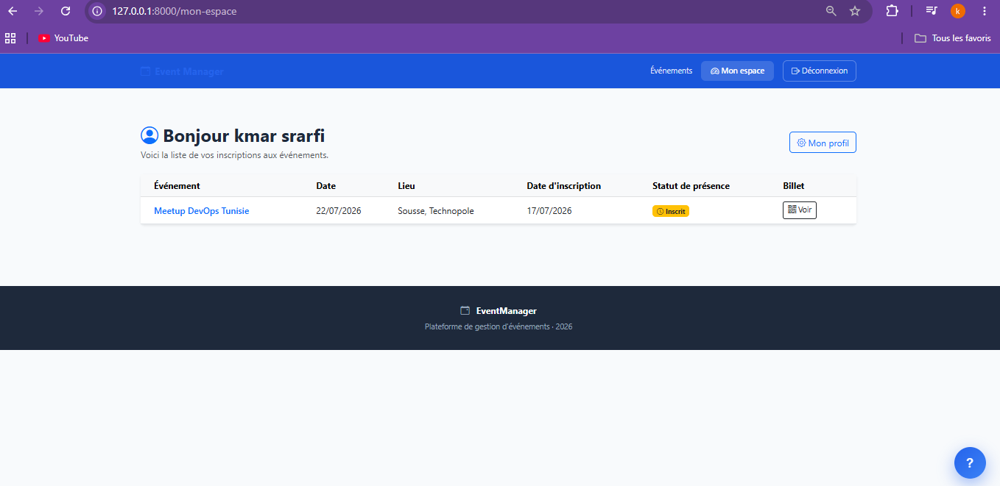 127.0.0.1:8000/mon-espace
k
YouTube
Tous les favoris
Event Manager
Événements
Mon espace
Déconnexion
Bonjour kmar srarfi
Voici la liste de vos inscriptions aux événements.
Mon profil
Événement Date Lieu Date d'inscription Statut de présence Billet
Meetup DevOps Tunisie 22/07/2026 Sousse, Technopole 17/07/2026 Inscrit Voir
EventManager
Plateforme de gestion d'événements · 2026
?